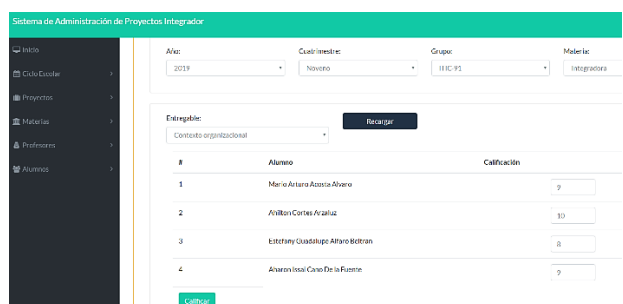 Sistema de Administración de Proyectos Integrador
Inicio
Ciclo Escolar
Proyectos
Materias
Profesores
Alumnos
Año: Cuatrimestre: Grupo: Materia:
2019 Noveno ITIC-91 Integradora
Entregable:
Contexto organizacional Recargar
# Alumno Calificación
1 Mario Arturo Acosta Alvaro 9
2 Ahilton Cortes Arzaluz 10
3 Estefany Guadalupe Alfaro Beltran 8
4 Aharon Issai Cano De la Fuente 9
Calificar